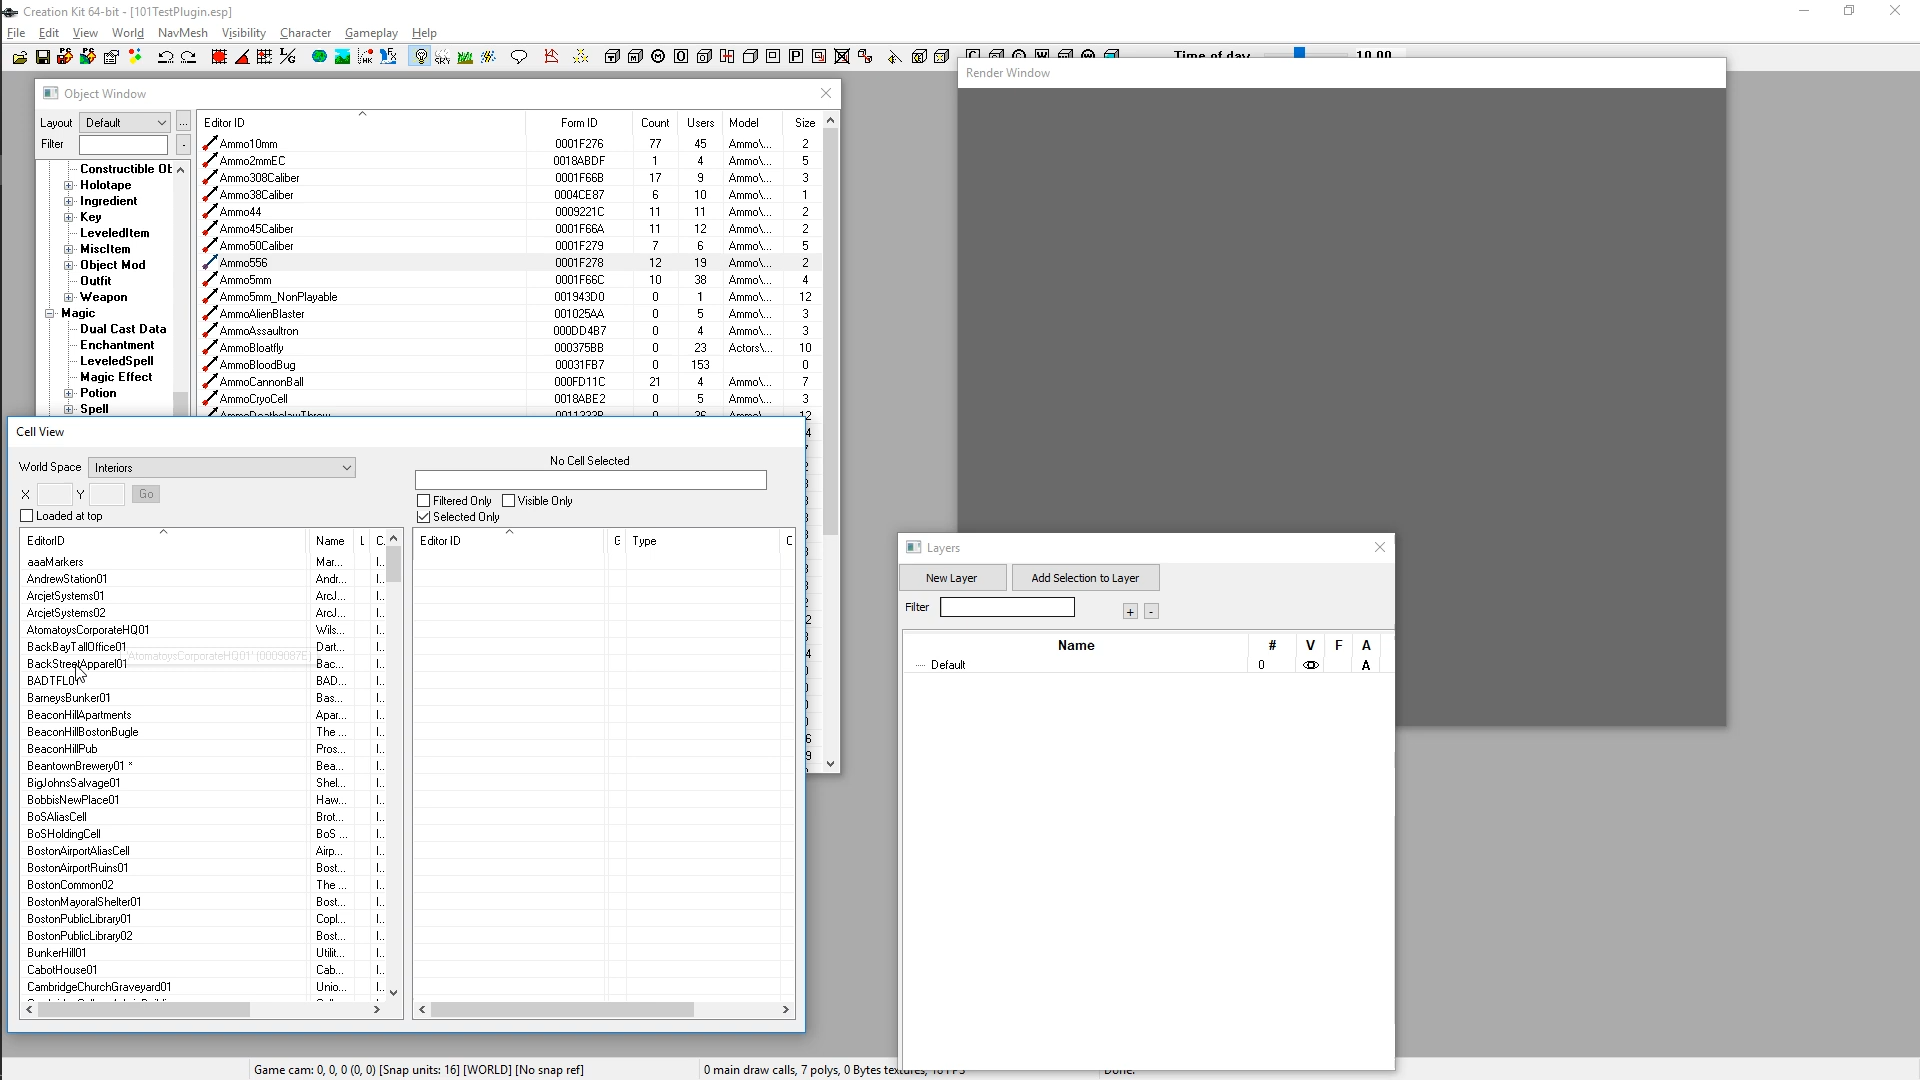 Creation Kit 64-bit - [101TestPlugin.esp]
File Edit View World NavMesh Visibility Character Gameplay Help
Time of day 10.00
Object Window
Layout Default ...
Filter -
Constructible Ob
Holotape
Ingredient
Key
LeveledItem
MiscItem
Object Mod
Outfit
Weapon
Magic
Dual Cast Data
Enchantment
LeveledSpell
Magic Effect
Potion
Spell
Editor ID Form ID Count Users Model Size
Ammo10mm 0001F276 77 45 Ammo\... 2
Ammo2mmEC 0018ABDF 1 4 Ammo\... 5
Ammo308Caliber 0001F66B 17 9 Ammo\... 3
Ammo38Caliber 0004CE87 6 10 Ammo\... 1
Ammo44 0009221C 11 11 Ammo\... 2
Ammo45Caliber 0001F66A 11 12 Ammo\... 2
Ammo50Caliber 0001F279 7 6 Ammo\... 5
Ammo556 0001F278 12 19 Ammo\... 2
Ammo5mm 0001F66C 10 38 Ammo\... 4
Ammo5mm_NonPlayable 001943D0 0 1 Ammo\... 12
AmmoAlienBlaster 001025AA 0 5 Ammo\... 3
AmmoAssaultron 000DD4B7 0 4 Ammo\... 3
AmmoBloatfly 000375BB 0 23 Actors\... 10
AmmoBloodBug 00031FB7 0 153 0
AmmoCannonBall 000FD11C 21 4 Ammo\... 7
AmmoCryoCell 0018ABE2 0 5 Ammo\... 3
AmmoDeathclawThrow 0011333B 0 36 Ammo\... 12
Cell View
World Space Interiors
X Y Go
Loaded at top
EditorID Name L C.
aaaMarkers Mar... I..
AndrewStation01 Andr... I..
ArcjetSystems01 ArcJ... I..
ArcjetSystems02 ArcJ... I..
AtomatoysCorporateHQ01 Wils... I..
BackBayTallOffice01 Dart... I..
'AtomatoysCorporateHQ01' (0009087E)
BackStreetApparel01 Bac... I..
BADTFL01 BAD... I..
BarneysBunker01 Bas... I..
BeaconHillApartments Apar... I..
BeaconHillBostonBugle The ... I..
BeaconHillPub Pros... I..
BeantownBrewery01 * Bea... I..
BigJohnsSalvage01 Shel... I..
BobbisNewPlace01 Haw... I..
BoSAliasCell Brot... I..
BoSHoldingCell BoS ... I..
BostonAirportAliasCell Airp... I..
BostonAirportRuins01 Bost... I..
BostonCommon02 The ... I..
BostonMayoralShelter01 Bost... I..
BostonPublicLibrary01 Copl... I..
BostonPublicLibrary02 Bost... I..
BunkerHill01 Utilit... I..
CabotHouse01 Cab... I..
CambridgeChurchGraveyard01 Unio... I..
No Cell Selected
Filtered Only Visible Only
Selected Only
Editor ID G Type C
Render Window
Layers
New Layer Add Selection to Layer
Filter + -
Name # V F A
Default 0 A
Game cam: 0, 0, 0 (0, 0) [Snap units: 16] [WORLD] [No snap ref]
0 main draw calls, 7 polys, 0 Bytes textures,
Done.